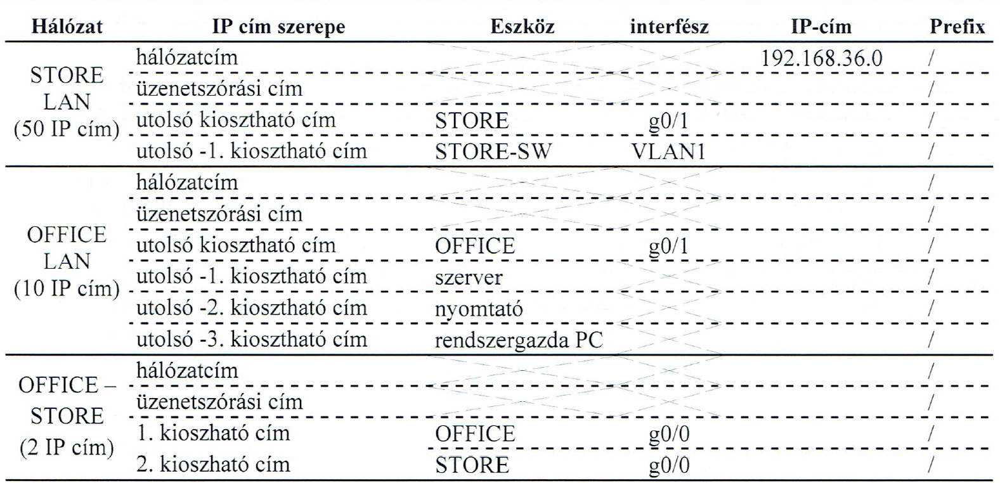 Hálózat IP cím szerepe Eszköz interfész IP-cím Prefix
STORE LAN (50 IP cím)
hálózatcím 192.168.36.0 /
üzenetszórási cím /
utolsó kiosztható cím STORE g0/1 /
utolsó -1. kiosztható cím STORE-SW VLAN1 /
OFFICE LAN (10 IP cím)
hálózatcím /
üzenetszórási cím /
utolsó kiosztható cím OFFICE g0/1 /
utolsó -1. kiosztható cím szerver /
utolsó -2. kiosztható cím nyomtató /
utolsó -3. kiosztható cím rendszergazda PC /
OFFICE – STORE (2 IP cím)
hálózatcím /
üzenetszórási cím /
1. kioszható cím OFFICE g0/0 /
2. kioszható cím STORE g0/0 /